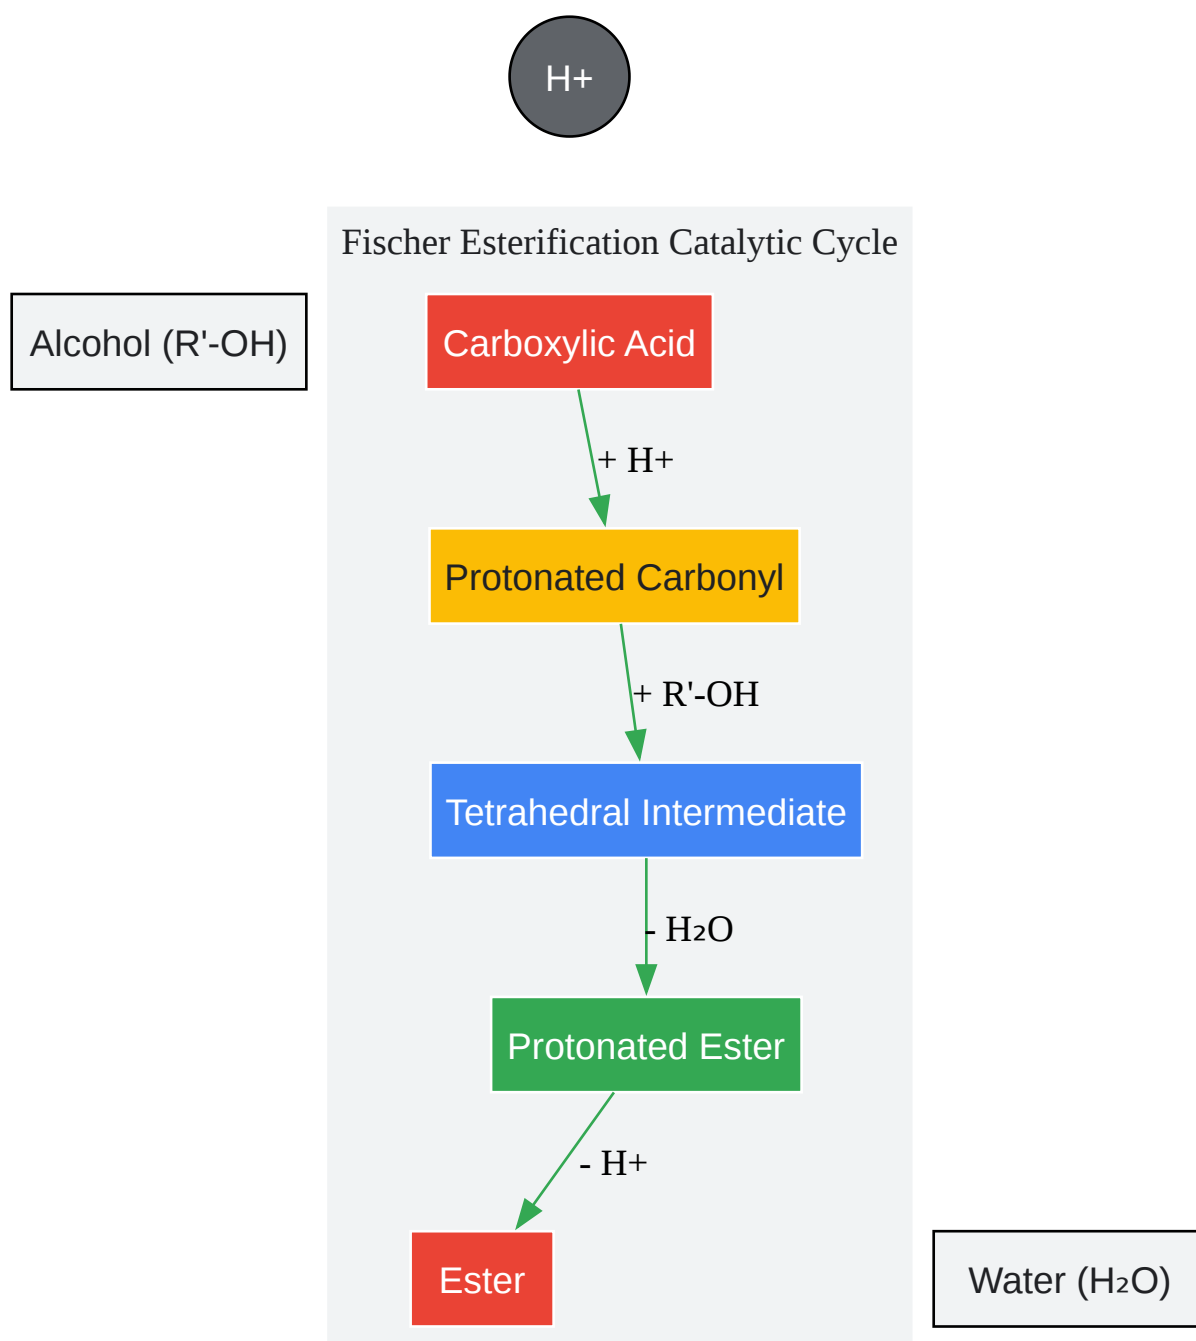 H+
Fischer Esterification Catalytic Cycle
Alcohol (R'-OH)
Carboxylic Acid
+ H+
Protonated Carbonyl
+ R'-OH
Tetrahedral Intermediate
- H₂O
Protonated Ester
- H+
Ester
Water (H₂O)